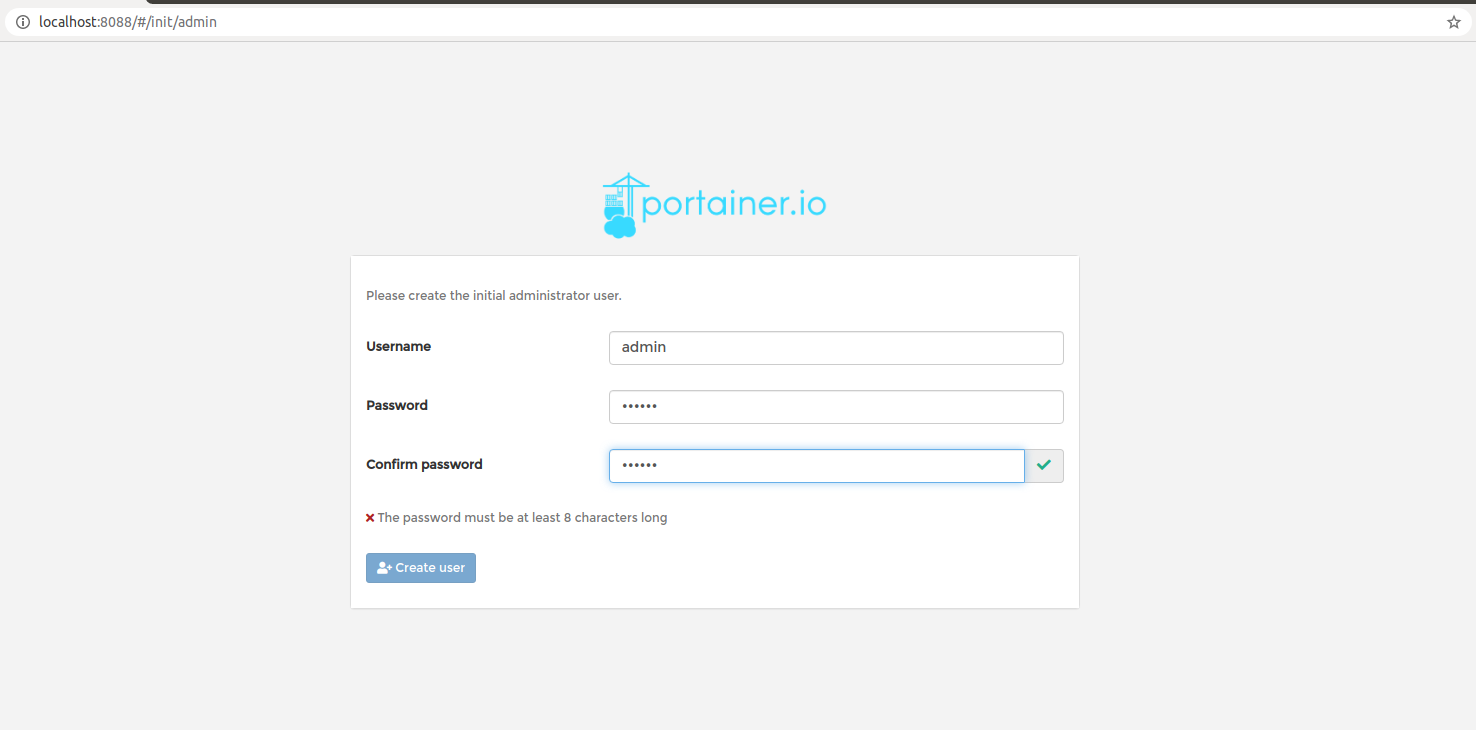 localhost:8088/#/init/admin
portainer.io
Please create the initial administrator user.
Username
admin
Password
••••••
Confirm password
••••••
The password must be at least 8 characters long
Create user